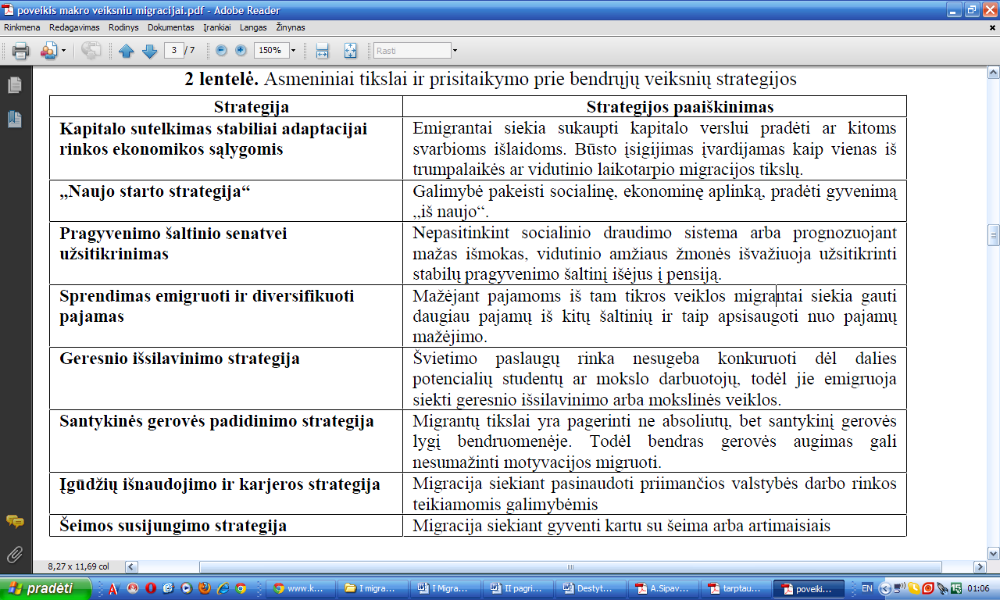 poveikis makro veiksniu migracijai.pdf - Adobe Reader
Rinkmena Redagavimas Rodinys Dokumentas Įrankiai Langas Žinynas
3 / 7 150% Rasti
2 lentelė. Asmeniniai tikslai ir prisitaikymo prie bendrųjų veiksnių strategijos
Strategija Strategijos paaiškinimas
Kapitalo sutelkimas stabiliai adaptacijai
rinkos ekonomikos sąlygomis
Emigrantai siekia sukaupti kapitalo verslui pradėti ar kitoms
svarbioms išlaidoms. Būsto įsigijimas įvardijamas kaip vienas iš
trumpalaikės ar vidutinio laikotarpio migracijos tikslų.
„Naujo starto strategija“
Galimybė pakeisti socialinę, ekonominę aplinką, pradėti gyvenimą
„iš naujo“.
Pragyvenimo šaltinio senatvei
užsitikrinimas
Nepasitinkint socialinio draudimo sistema arba prognozuojant
mažas išmokas, vidutinio amžiaus žmonės išvažiuoja užsitikrinti
stabilų pragyvenimo šaltinį išėjus į pensiją.
Sprendimas emigruoti ir diversifikuoti
pajamas
Mažėjant pajamoms iš tam tikros veiklos migrantai siekia gauti
daugiau pajamų iš kitų šaltinių ir taip apsisaugoti nuo pajamų
mažėjimo.
Geresnio išsilavinimo strategija
Švietimo paslaugų rinka nesugeba konkuruoti dėl dalies
potencialių studentų ar mokslo darbuotojų, todėl jie emigruoja
siekti geresnio išsilavinimo arba mokslinės veiklos.
Santykinės gerovės padidinimo strategija
Migrantų tikslai yra pagerinti ne absoliutų, bet santykinį gerovės
lygį bendruomenėje. Todėl bendras gerovės augimas gali
nesumažinti motyvacijos migruoti.
Įgūdžių išnaudojimo ir karjeros strategija
Migracija siekiant pasinaudoti priimančios valstybės darbo rinkos
teikiamomis galimybėmis
Šeimos susijungimo strategija
Migracija siekiant gyventi kartu su šeima arba artimaisiais
8,27 x 11,69 col
pradėti www.k... I migra... I Migra... II pagri... Destyt... A.Sipav... tarptau... poveiki... EN 15 01:06